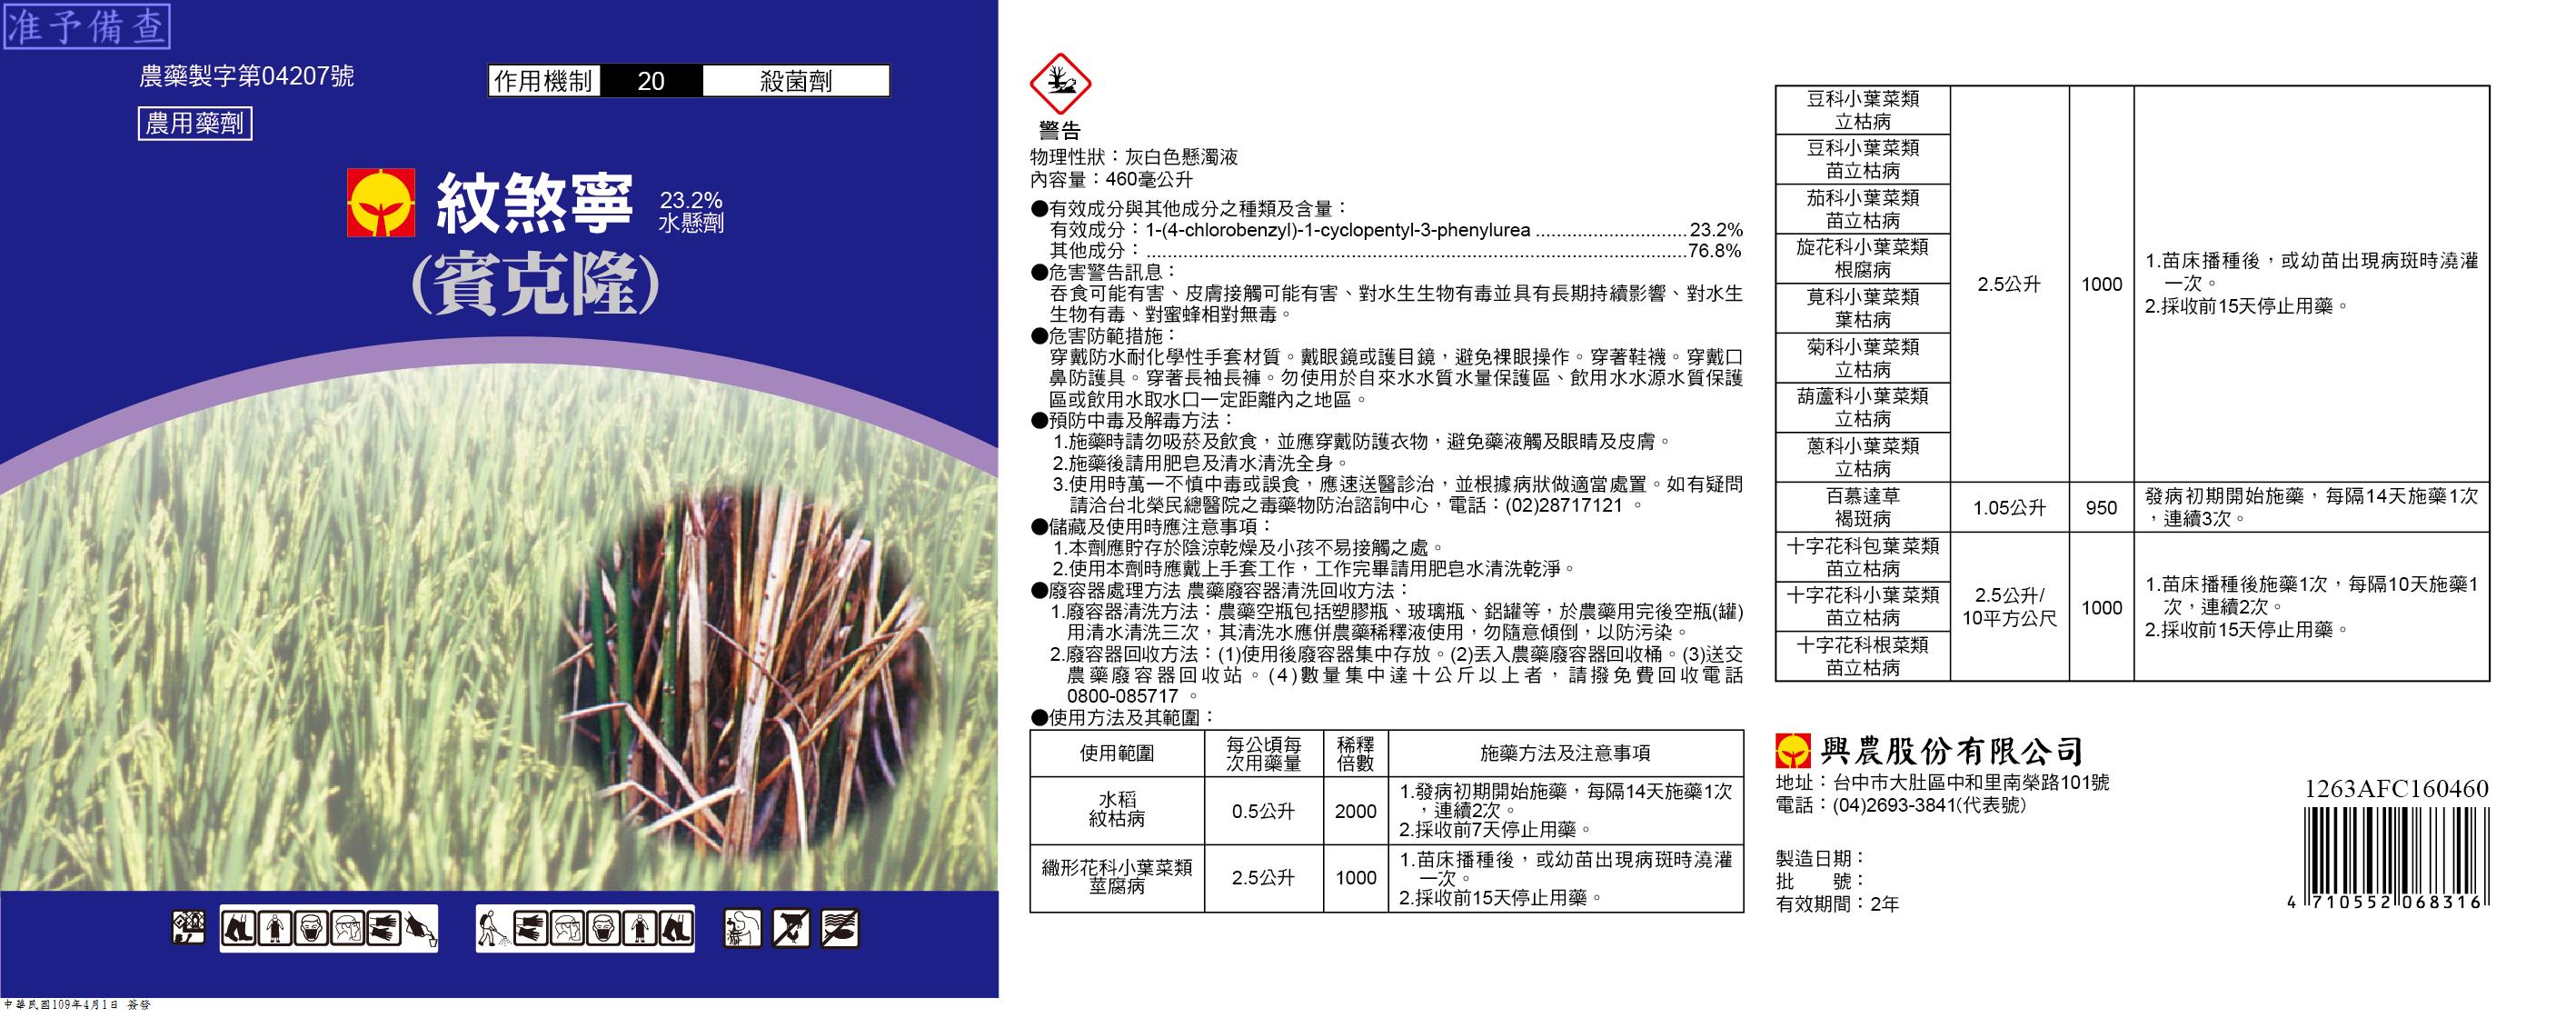 准予備查
農藥製字第04207號
農用藥劑
作用機制 20 殺菌劑
紋煞寧 23.2%
水懸劑
(賓克隆)
中華民國109年4月1日 簽發
警告
物理性狀：灰白色懸濁液
內容量：460毫公升
●有效成分與其他成分之種類及含量：
有效成分：1-(4-chlorobenzyl)-1-cyclopentyl-3-phenylurea ............................23.2%
其他成分：....................................................................................................76.8%
●危害警告訊息：
吞食可能有害、皮膚接觸可能有害、對水生生物有毒並具有長期持續影響、對水生
生物有毒、對蜜蜂相對無毒。
●危害防範措施：
穿戴防水耐化學性手套材質。戴眼鏡或護目鏡，避免裸眼操作。穿著鞋襪。穿戴口
鼻防護具。穿著長袖長褲。勿使用於自來水水質水量保護區、飲用水水源水質保護
區或飲用水取水口一定距離內之地區。
●預防中毒及解毒方法：
1.施藥時請勿吸菸及飲食，並應穿戴防護衣物，避免藥液觸及眼睛及皮膚。
2.施藥後請用肥皂及清水清洗全身。
3.使用時萬一不慎中毒或誤食，應速送醫診治，並根據病狀做適當處置。如有疑問
請洽台北榮民總醫院之毒藥物防治諮詢中心，電話：(02)28717121 。
●儲藏及使用時應注意事項：
1.本劑應貯存於陰涼乾燥及小孩不易接觸之處。
2.使用本劑時應戴上手套工作，工作完畢請用肥皂水清洗乾淨。
●廢容器處理方法 農藥廢容器清洗回收方法：
1.廢容器清洗方法：農藥空瓶包括塑膠瓶、玻璃瓶、鋁罐等，於農藥用完後空瓶(罐)
用清水清洗三次，其清洗水應併農藥稀釋液使用，勿隨意傾倒，以防污染。
2.廢容器回收方法：(1)使用後廢容器集中存放。(2)丟入農藥廢容器回收桶。(3)送交
農藥廢容器回收站。(4)數量集中達十公斤以上者，請撥免費回收電話
0800-085717 。
●使用方法及其範圍：
使用範圍 每公頃每 稀釋 施藥方法及注意事項
次用藥量 倍數
水稻
紋枯病
0.5公升 2000
1.發病初期開始施藥，每隔14天施藥1次
，連續2次。
2.採收前7天停止用藥。
繖形花科小葉菜類
莖腐病
2.5公升 1000
1.苗床播種後，或幼苗出現病斑時澆灌
一次。
2.採收前15天停止用藥。
豆科小葉菜類
立枯病
豆科小葉菜類
苗立枯病
茄科小葉菜類
苗立枯病
旋花科小葉菜類
根腐病
莧科小葉菜類
葉枯病
菊科小葉菜類
立枯病
葫蘆科小葉菜類
立枯病
蔥科小葉菜類
立枯病
2.5公升 1000
1.苗床播種後，或幼苗出現病斑時澆灌
一次。
2.採收前15天停止用藥。
百慕達草
褐斑病
1.05公升 950
發病初期開始施藥，每隔14天施藥1次
，連續3次。
十字花科包葉菜類
苗立枯病
十字花科小葉菜類
苗立枯病
十字花科根菜類
苗立枯病
2.5公升/
10平方公尺
1000
1.苗床播種後施藥1次，每隔10天施藥1
次，連續2次。
2.採收前15天停止用藥。
興農股份有限公司
地址：台中市大肚區中和里南榮路101號
電話：(04)2693-3841(代表號)
製造日期：
批　　號：
有效期間：2年
1263AFC160460
4 710552 068316